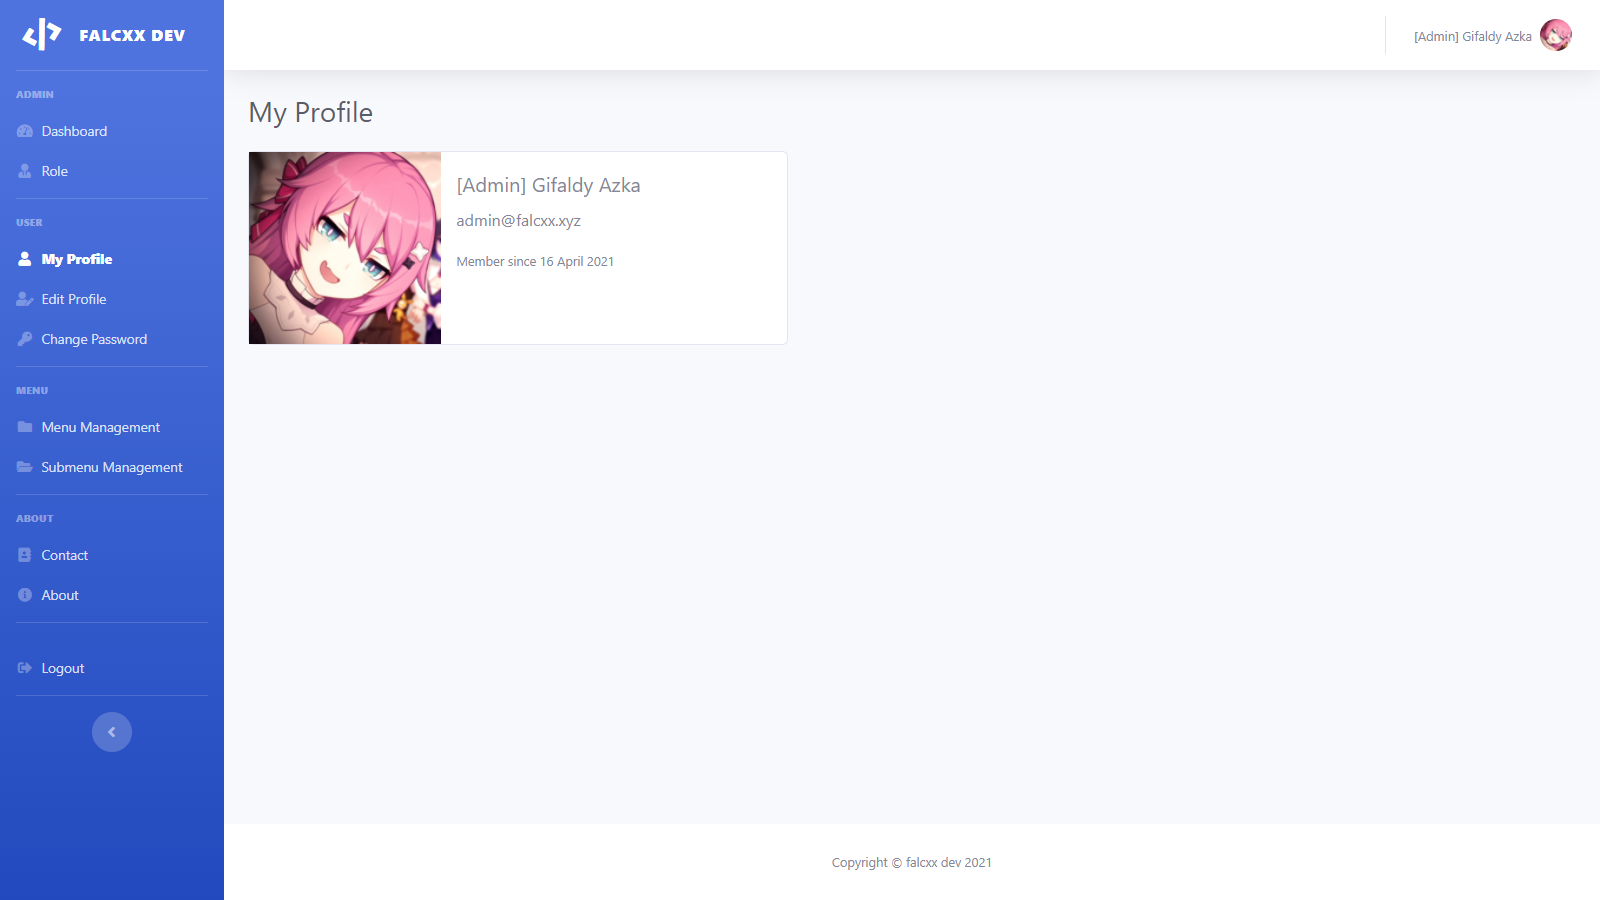 FALCXX DEV
ADMIN
Dashboard
Role
USER
My Profile
Edit Profile
Change Password
MENU
Menu Management
Submenu Management
ABOUT
Contact
About
Logout
[Admin] Gifaldy Azka
My Profile
[Admin] Gifaldy Azka
admin@falcxx.xyz
Member since 16 April 2021
Copyright © falcxx dev 2021